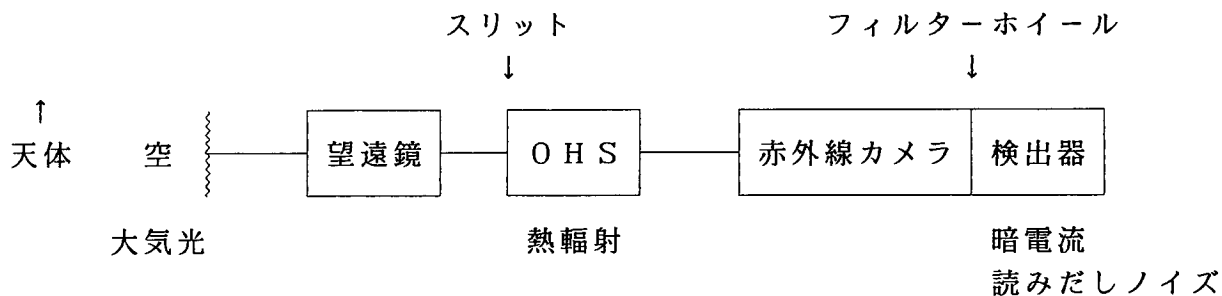 スリット フィルターホイール
↓ ↓
↑
天体 空 望遠鏡 OHS 赤外線カメラ 検出器
大気光 熱輻射 暗電流
読みだしノイズ